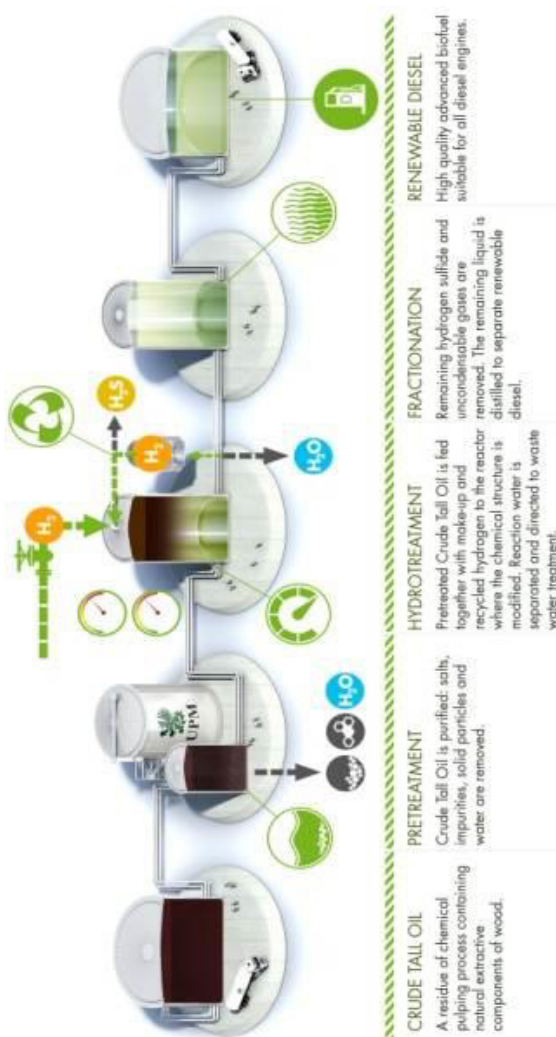 H₂
H₂
H₂S
H₂O
UPM
H₂O
CRUDE TALL OIL
A residue of chemical
pulping process containing
natural extractive
components of wood.
PRETREATMENT
Crude Tall Oil is purified: salts,
impurities, solid particles and
water are removed.
HYDROTREATMENT
Pretreated Crude Tall Oil is fed
together with make-up and
recycled hydrogen to the reactor
where the chemical structure is
modified. Reaction water is
separated and directed to waste
water treatment.
FRACTIONATION
Remaining hydrogen sulfide and
uncondensable gases are
removed. The remaining liquid is
distilled to separate renewable
diesel.
RENEWABLE DIESEL
High quality advanced biofuel
suitable for all diesel engines.